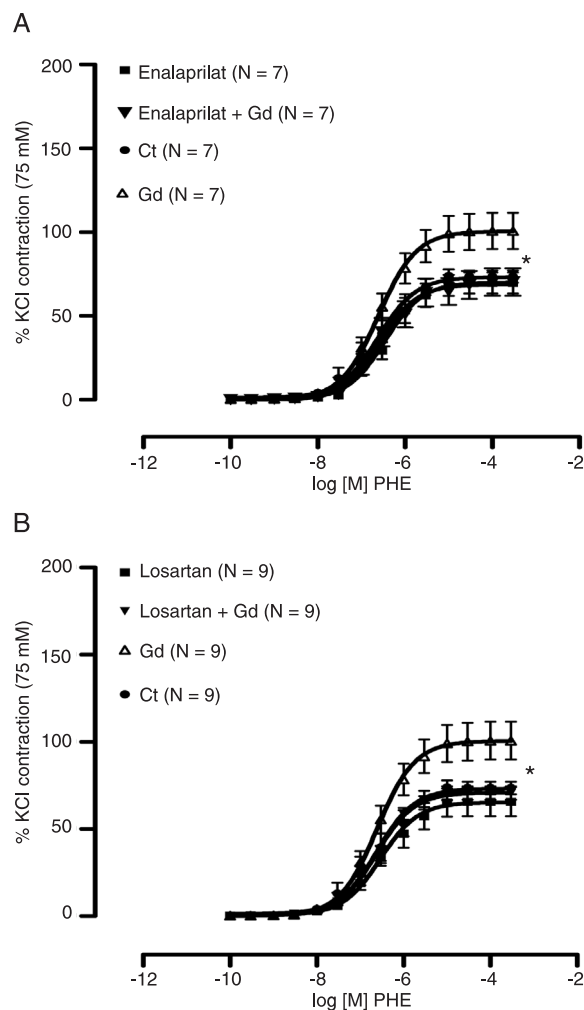 A
% KCl contraction (75 mM)
200
150
100
50
0
Enalaprilat (N = 7)
Enalaprilat + Gd (N = 7)
Ct (N = 7)
Gd (N = 7)
*
-12 -10 -8 -6 -4 -2
log [M] PHE
B
% KCl contraction (75 mM)
200
150
100
50
0
Losartan (N = 9)
Losartan + Gd (N = 9)
Gd (N = 9)
Ct (N = 9)
*
-12 -10 -8 -6 -4 -2
log [M] PHE